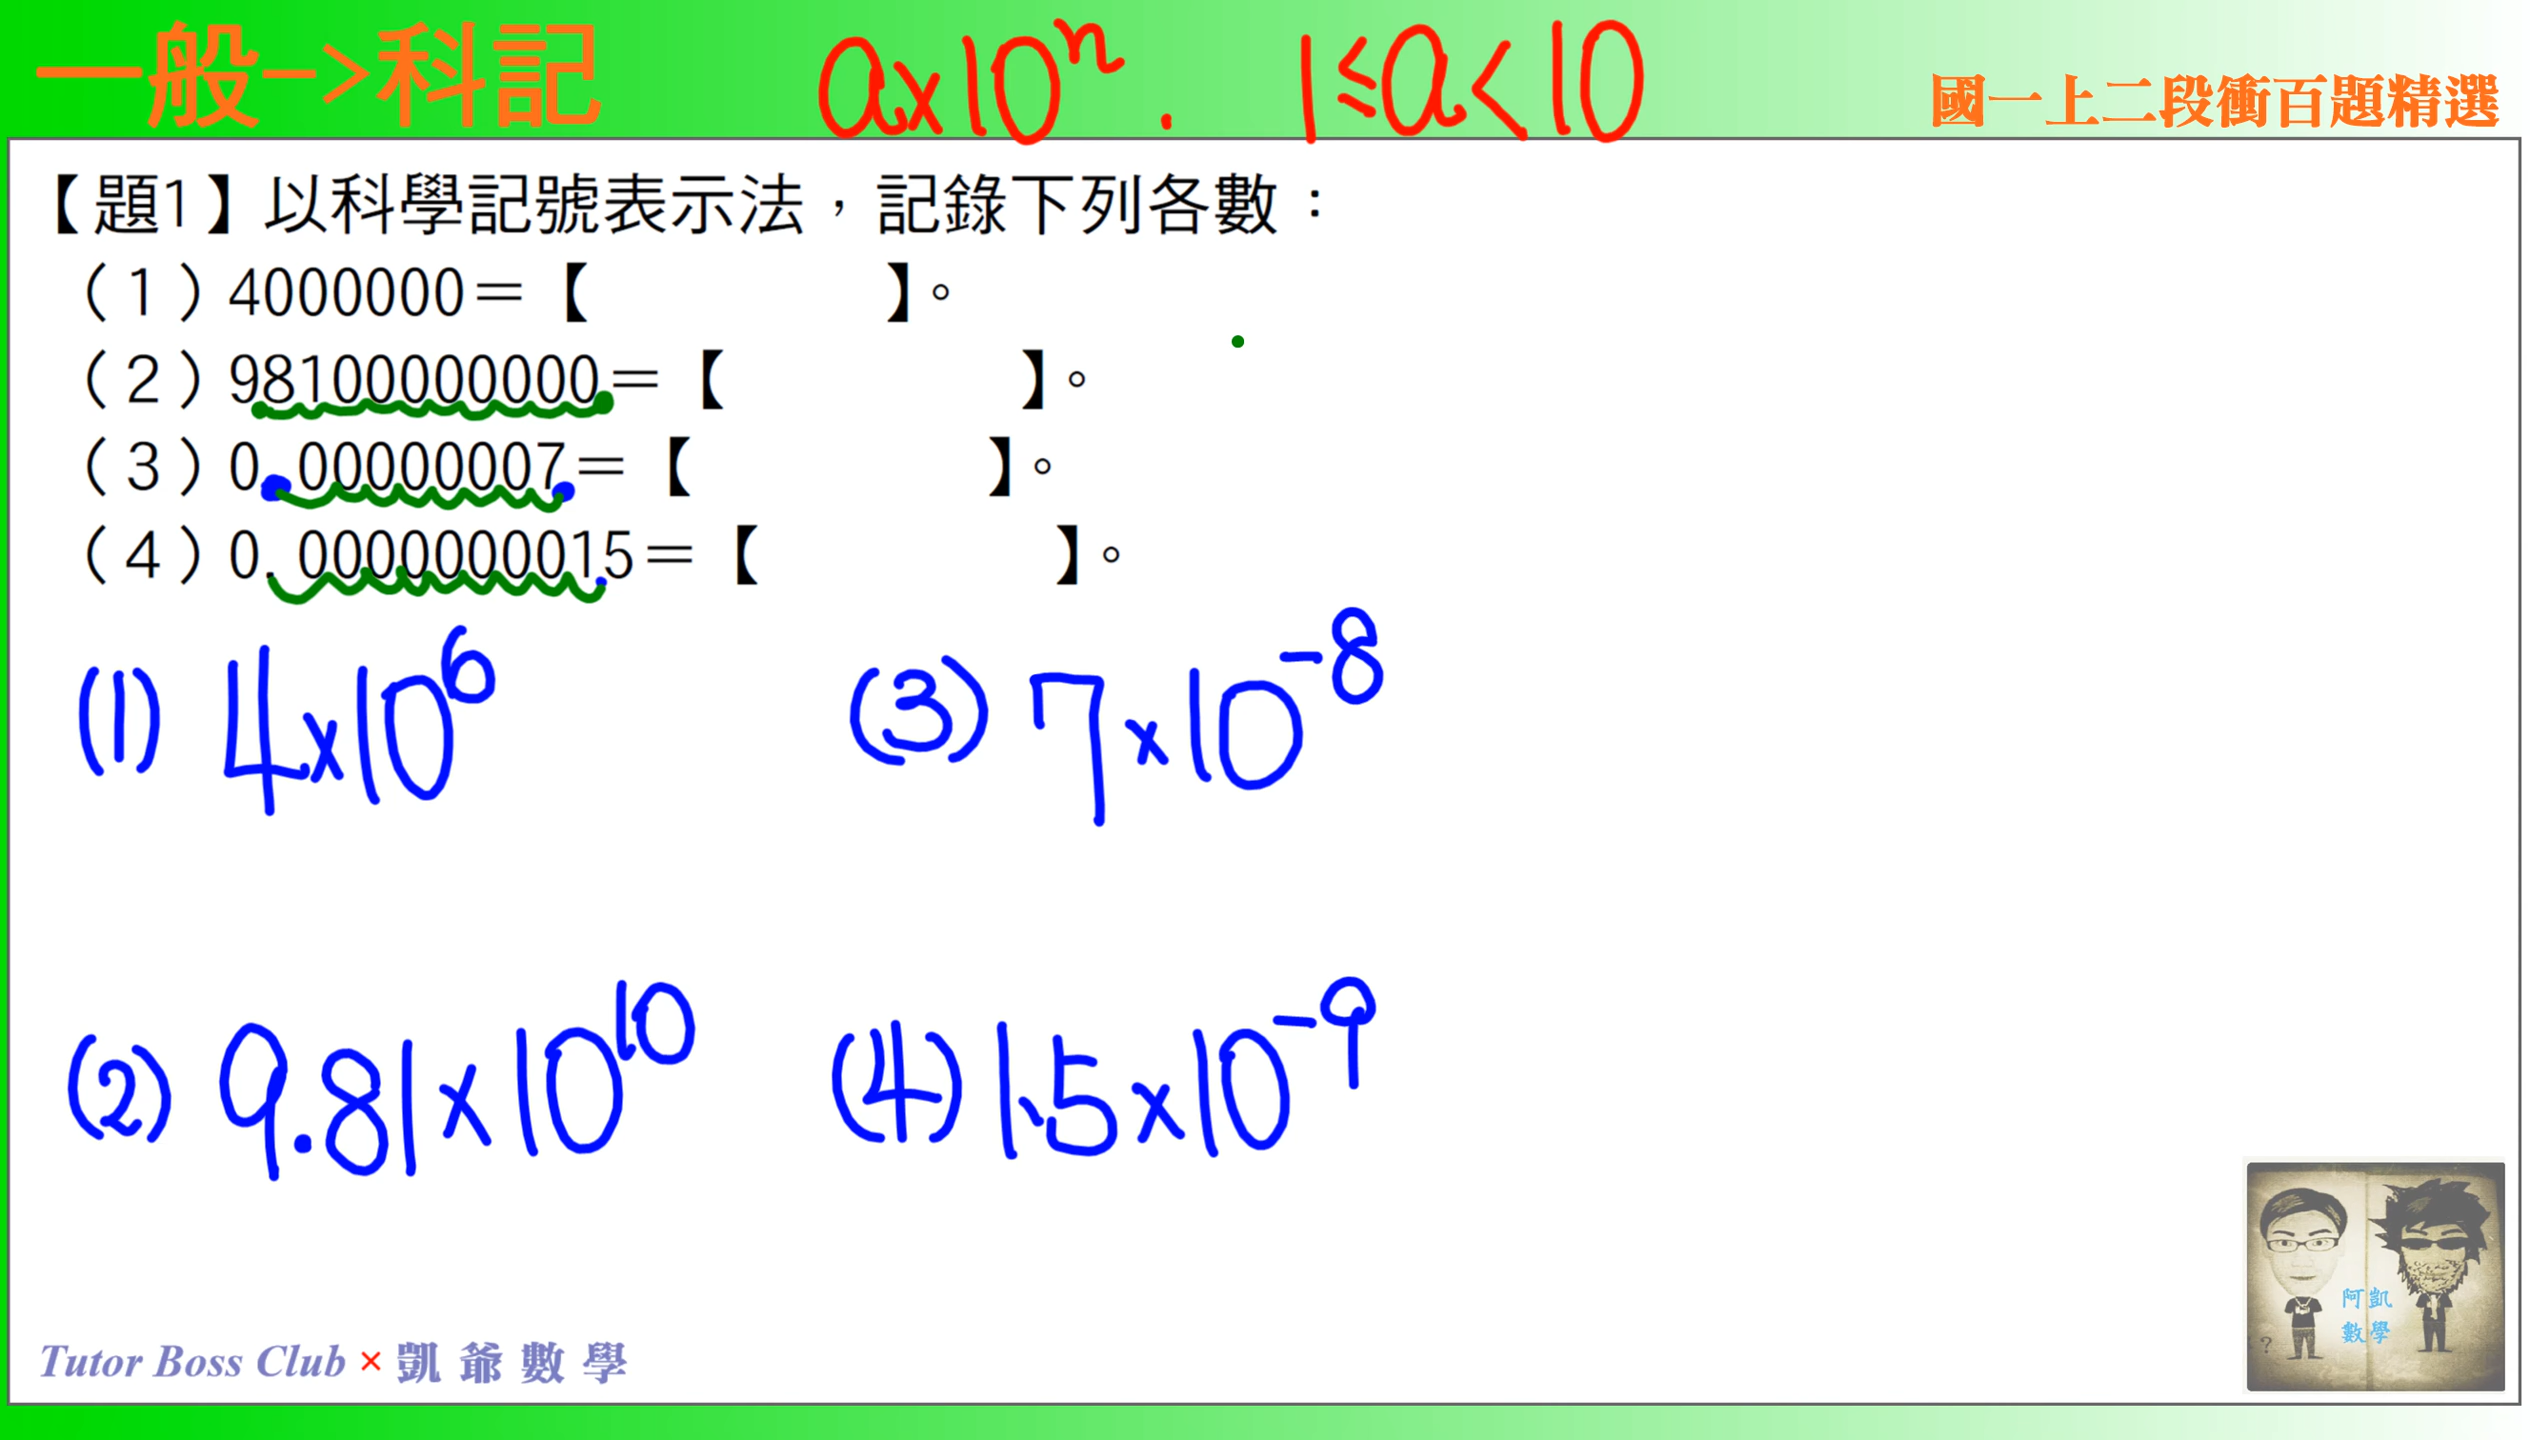 一般->科記
a×10ⁿ. 1≤a<10
國一上二段衝百題精選
【題1】以科學記號表示法，記錄下列各數：
（1）4000000＝【 】。
（2）98100000000＝【 】。
（3）0.00000007＝【 】。
（4）0.0000000015＝【 】。
(1) 4×10⁶
(3) 7×10⁻⁸
(2) 9.81×10¹⁰
(4) 1.5×10⁻⁹
阿凱
數學
?
Tutor Boss Club × 凱爺數學